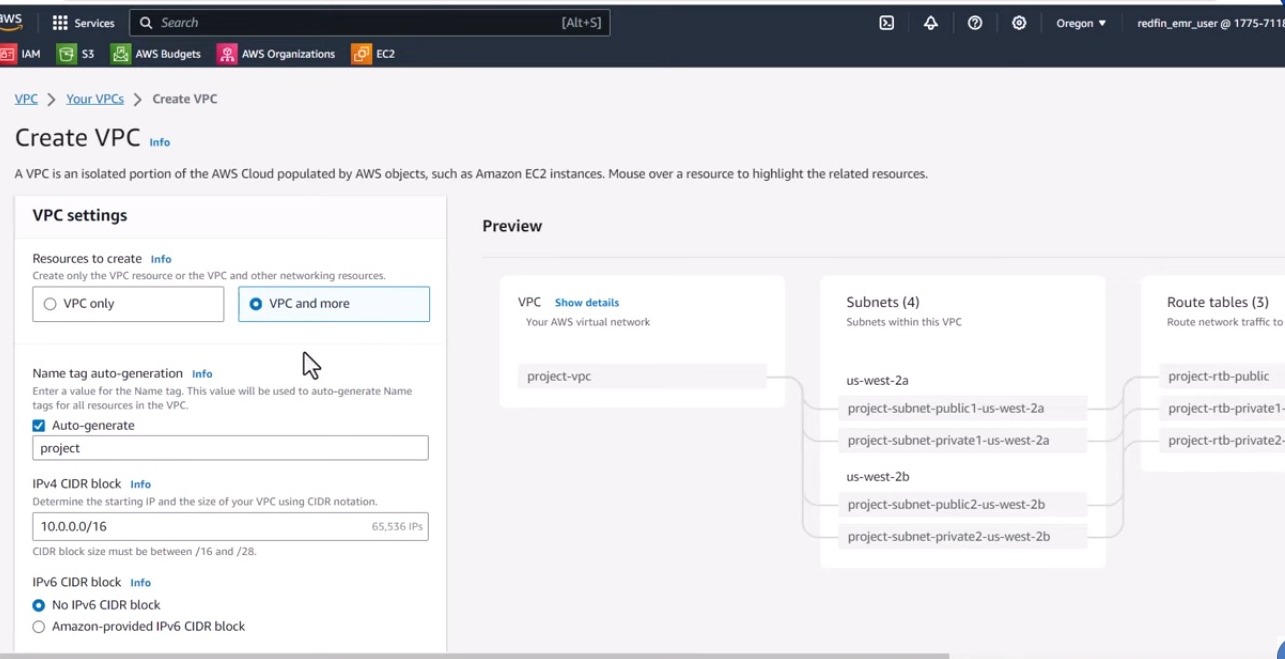 aws Services Search [Alt+S] Oregon redfin_emr_user @ 1775-7118
IAM S3 AWS Budgets AWS Organizations EC2
VPC Your VPCs Create VPC
Create VPC Info
A VPC is an isolated portion of the AWS Cloud populated by AWS objects, such as Amazon EC2 instances. Mouse over a resource to highlight the related resources.
VPC settings
Resources to create Info
Create only the VPC resource or the VPC and other networking resources.
VPC only VPC and more
Name tag auto-generation Info
Enter a value for the Name tag. This value will be used to auto-generate Name
tags for all resources in the VPC.
Auto-generate
project
IPv4 CIDR block Info
Determine the starting IP and the size of your VPC using CIDR notation.
10.0.0.0/16 65,536 IPs
CIDR block size must be between /16 and /28.
IPv6 CIDR block Info
No IPv6 CIDR block
Amazon-provided IPv6 CIDR block
Preview
VPC Show details
Your AWS virtual network
project-vpc
Subnets (4)
Subnets within this VPC
us-west-2a
project-subnet-public1-us-west-2a
project-subnet-private1-us-west-2a
us-west-2b
project-subnet-public2-us-west-2b
project-subnet-private2-us-west-2b
Route tables (3)
Route network traffic to
project-rtb-public
project-rtb-private1-
project-rtb-private2-